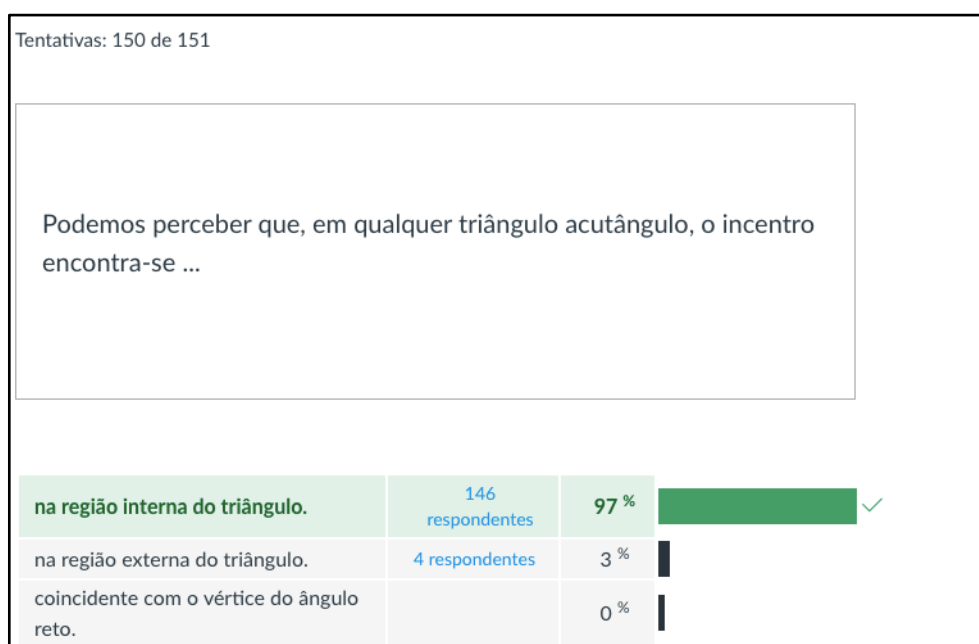 Tentativas: 150 de 151
Podemos perceber que, em qualquer triângulo acutângulo, o incentro
encontra-se ...
na região interna do triângulo.
146
respondentes
97 %
na região externa do triângulo.
4 respondentes
3 %
coincidente com o vértice do ângulo
reto.
0 %